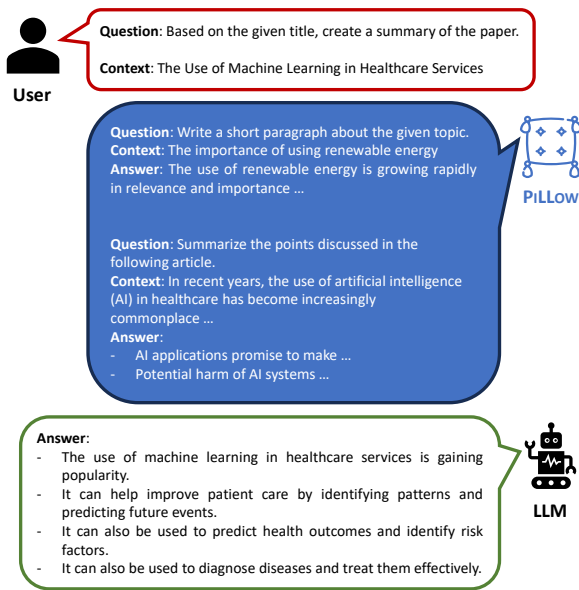 Question: Based on the given title, create a summary of the paper.
Context: The Use of Machine Learning in Healthcare Services
User
Question: Write a short paragraph about the given topic.
Context: The importance of using renewable energy
Answer: The use of renewable energy is growing rapidly
in relevance and importance …
PILLOW
Question: Summarize the points discussed in the
following article.
Context: In recent years, the use of artificial intelligence
(AI) in healthcare has become increasingly
commonplace …
Answer:
- AI applications promise to make …
- Potential harm of AI systems …
Answer:
- The use of machine learning in healthcare services is gaining
popularity.
- It can help improve patient care by identifying patterns and
predicting future events.
- It can also be used to predict health outcomes and identify risk
factors.
- It can also be used to diagnose diseases and treat them effectively.
LLM